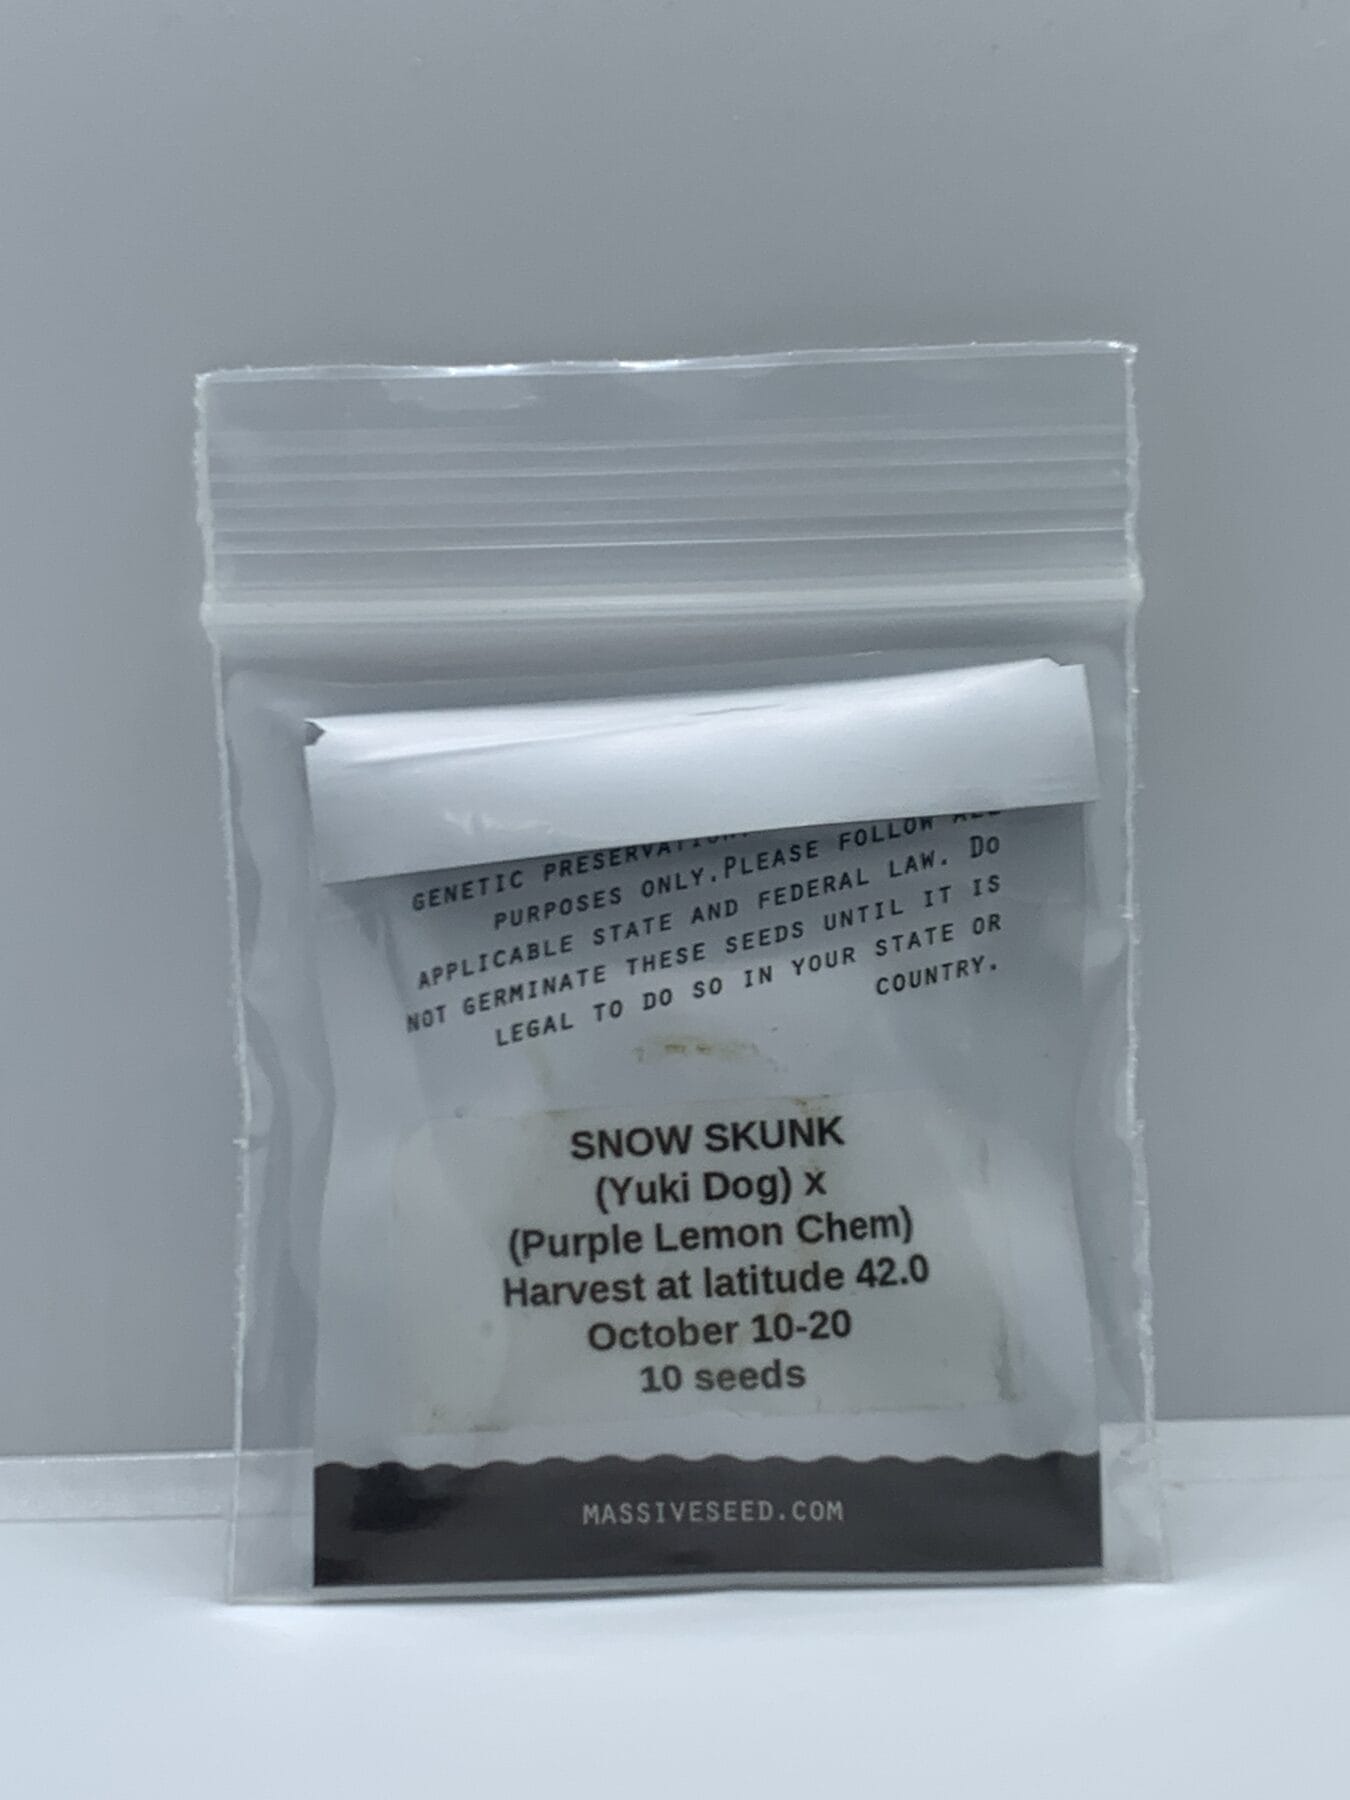 GENETIC PRESERVATION
PURPOSES ONLY.PLEASE FOLLOW ALL
APPLICABLE STATE AND FEDERAL LAW. DO
NOT GERMINATE THESE SEEDS UNTIL IT IS
LEGAL TO DO SO IN YOUR STATE OR
COUNTRY.
SNOW SKUNK
(Yuki Dog) x
(Purple Lemon Chem)
Harvest at latitude 42.0
October 10-20
10 seeds
MASSIVESEED.COM